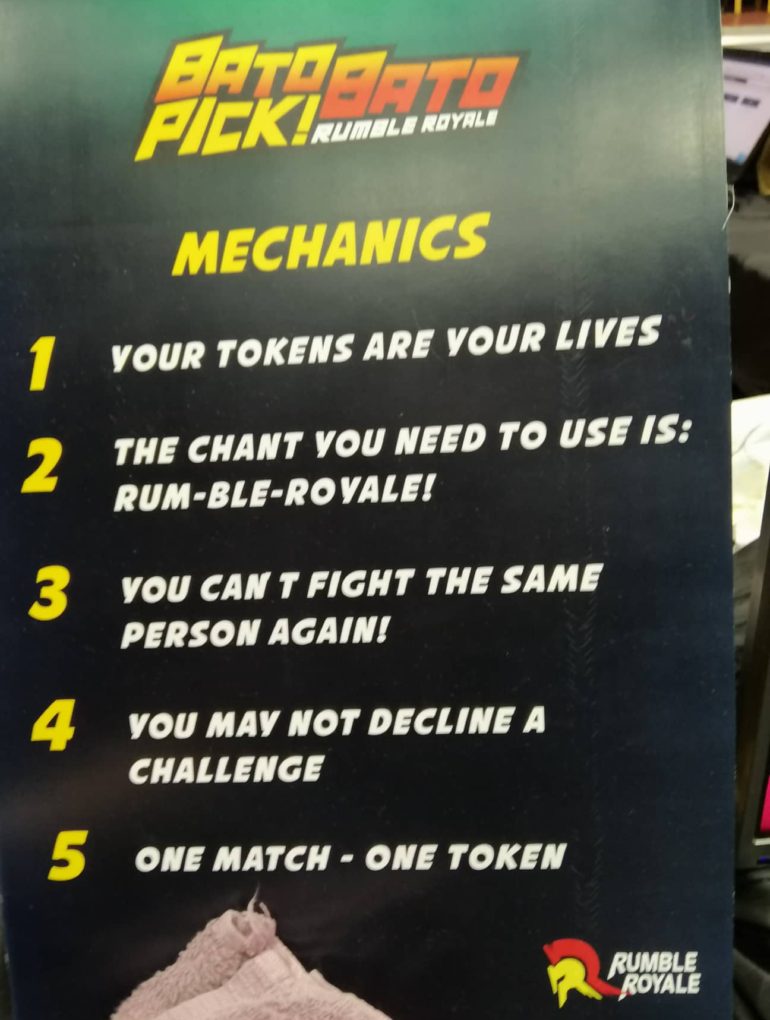 BATO BATO
PICK! RUMBLE ROYALE
MECHANICS
1 YOUR TOKENS ARE YOUR LIVES
2 THE CHANT YOU NEED TO USE IS:
RUM-BLE-ROYALE!
3 YOU CAN T FIGHT THE SAME
PERSON AGAIN!
4 YOU MAY NOT DECLINE A
CHALLENGE
5 ONE MATCH - ONE TOKEN
RUMBLE
ROYALE